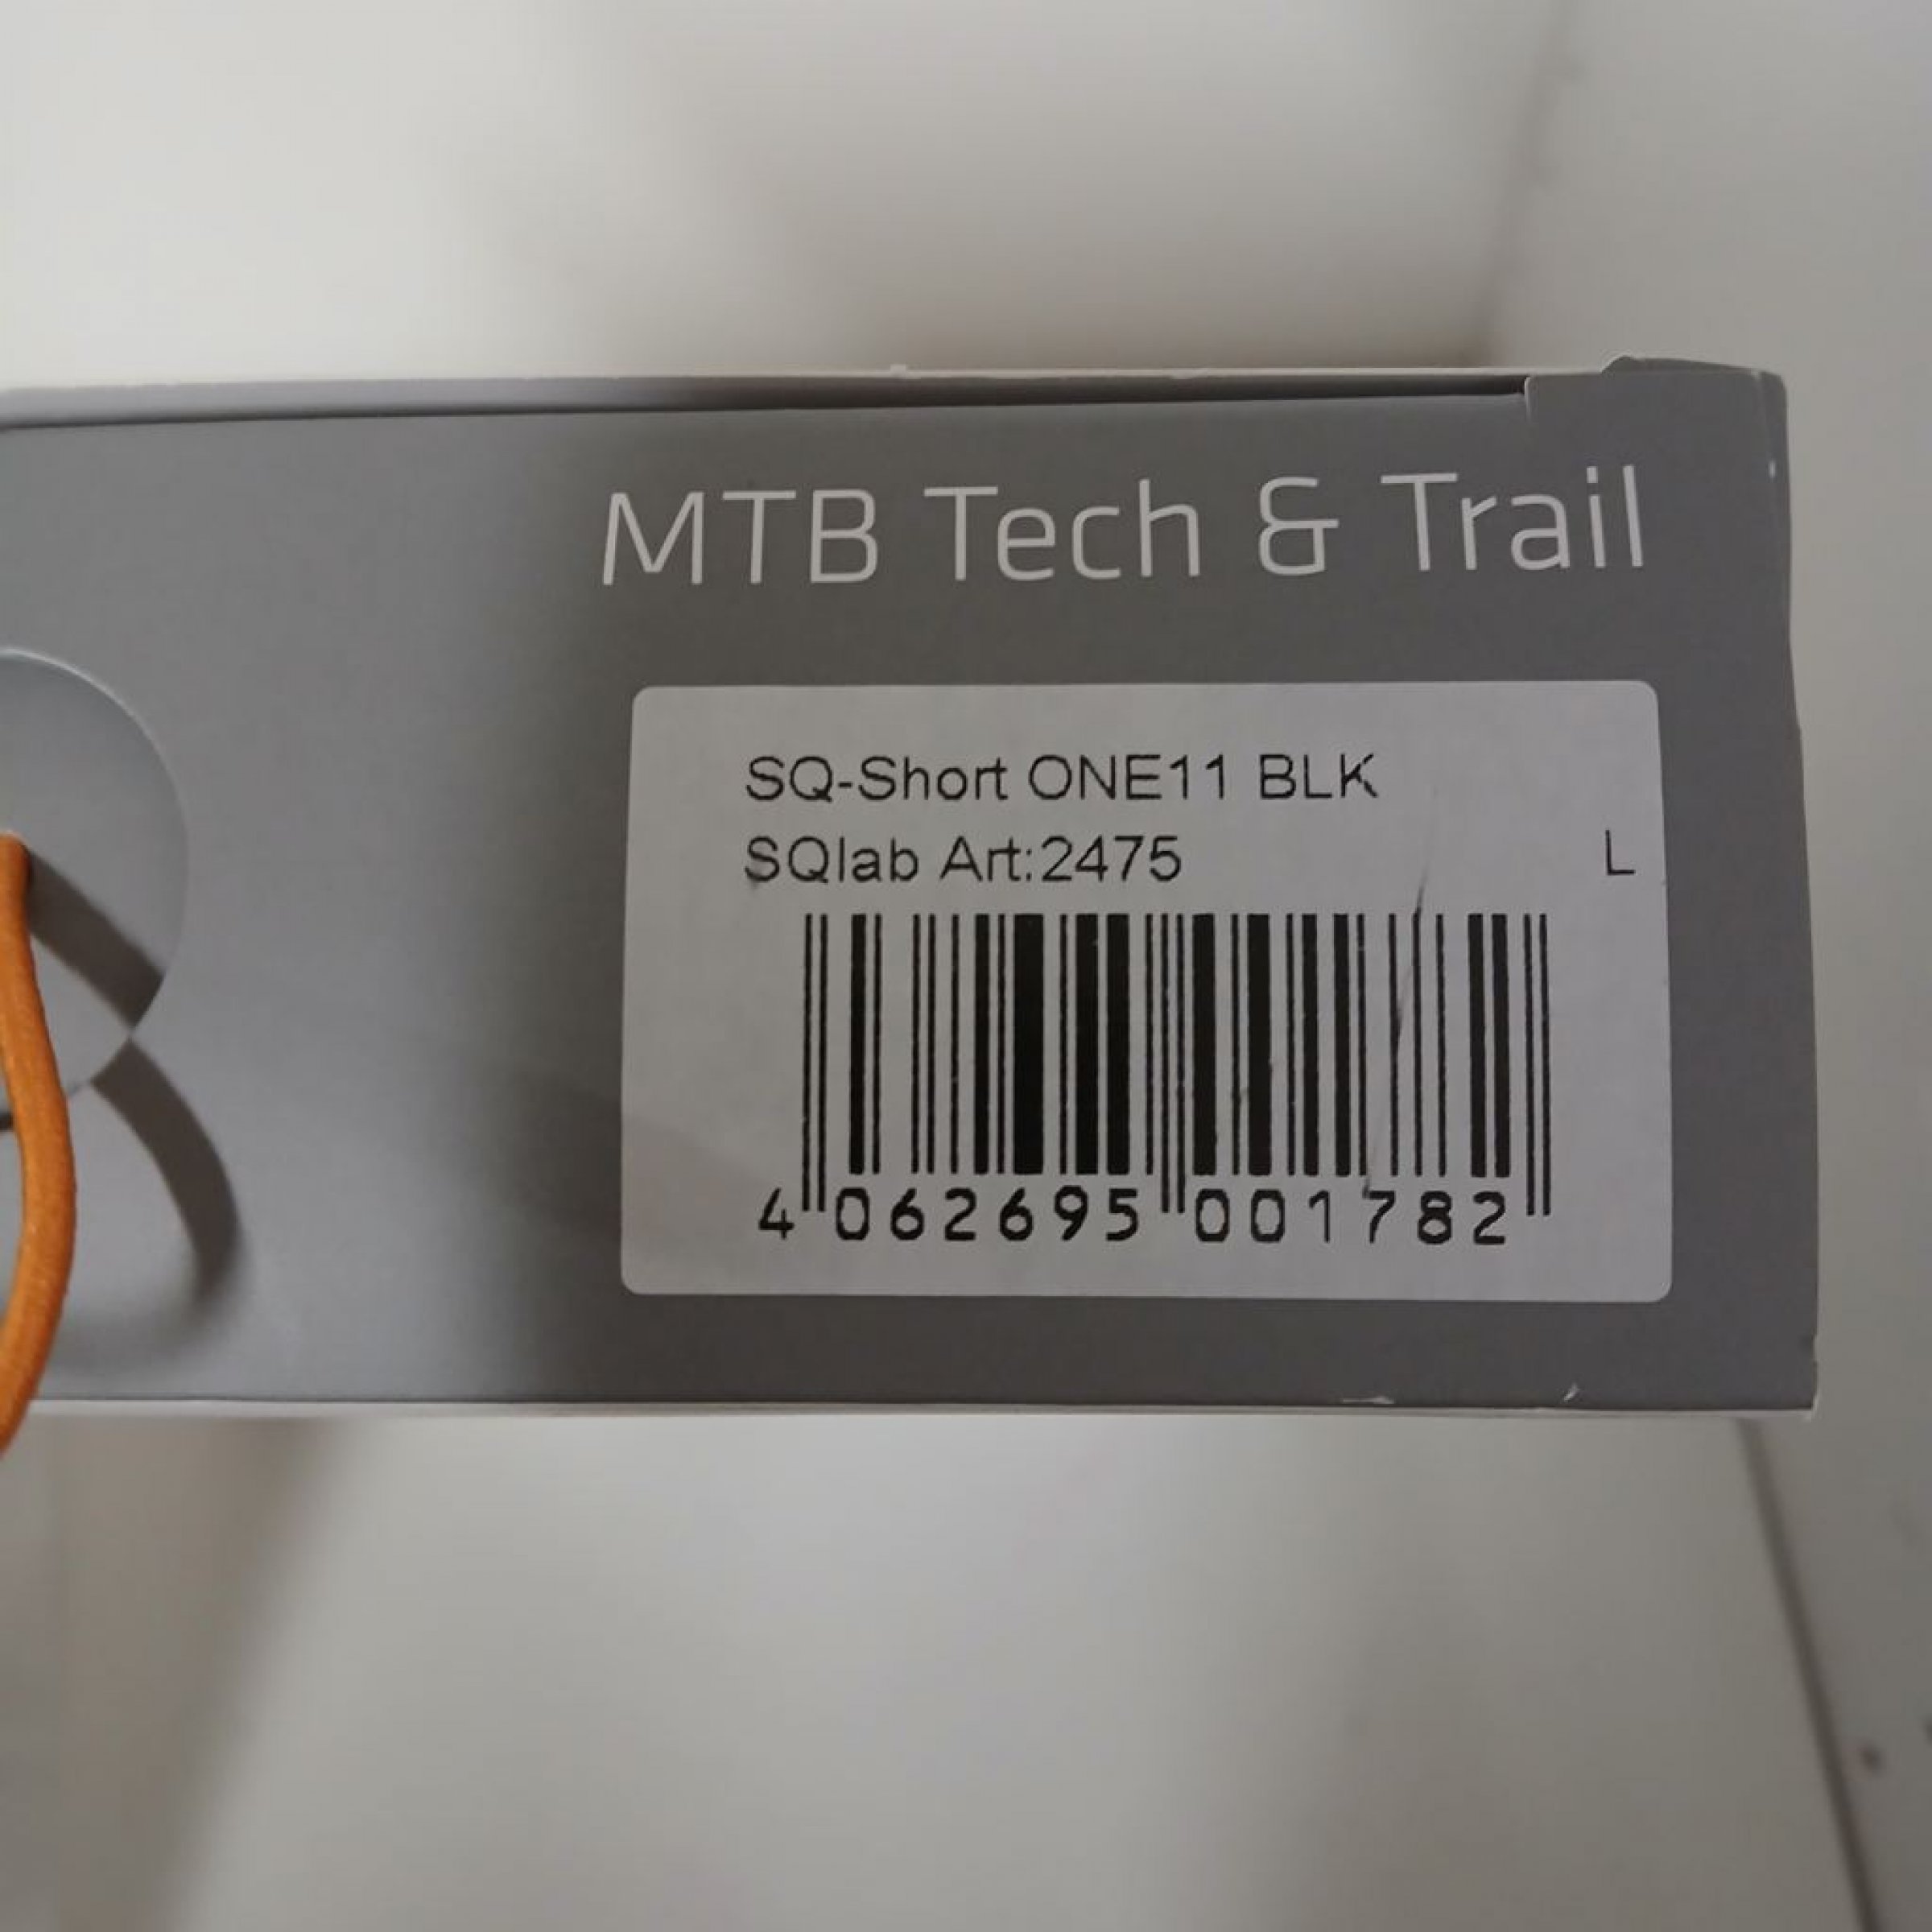 MTB Tech & Trail
SQ-Short ONE11 BLK
SQlab Art:2475 L
4 062695 001782